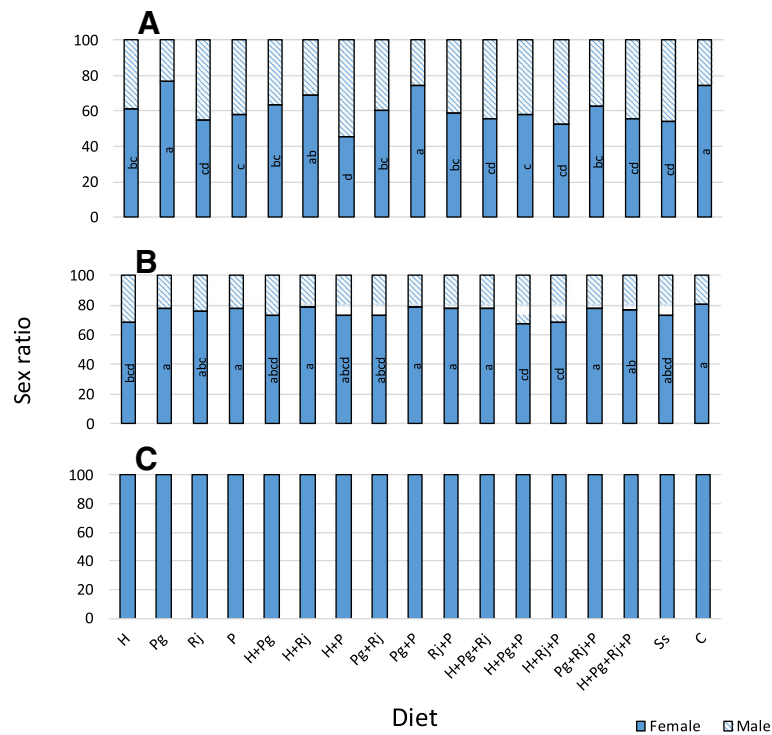 A
100
80
60
40
20
0
bc a cd c bc ab d bc a bc cd c cd bc cd cd a
B
100
80
60
40
20
0
bcd a abc a abcd a abcd abcd a a a cd cd a ab abcd a
Sex ratio
C
100
80
60
40
20
0
H Pg Rj P H+Pg H+Rj H+P Pg+Rj Pg+P Rj+P H+Pg+Rj H+Pg+P H+Rj+P Pg+Rj+P H+Pg+Rj+P Ss C
Diet
Female Male